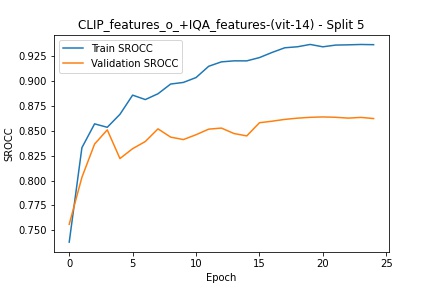 CLIP_features_o_+IQA_features-(vit-14) - Split 5
Train SROCC
Validation SROCC
SROCC
0.925
0.900
0.875
0.850
0.825
0.800
0.775
0.750
0 5 10 15 20 25
Epoch